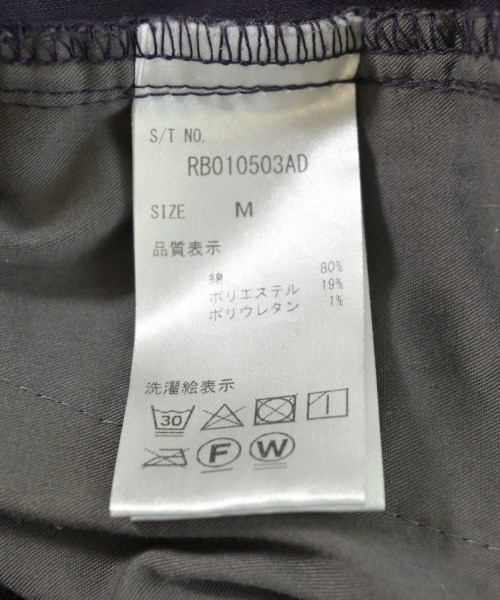 S/T NO.
RB010503AD
SIZE M
品質表示
綿 80%
ポリエステル 19%
ポリウレタン 1%
洗濯絵表示
30
F W